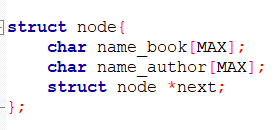 struct node{
char name_book[MAX];
char name_author[MAX];
struct node *next;
};